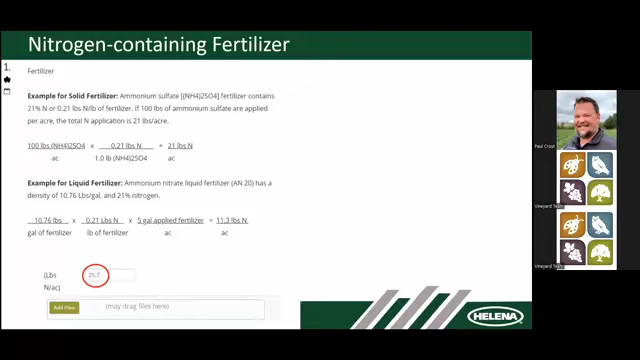 Nitrogen-containing Fertilizer
1.
Fertilizer
Example for Solid Fertilizer: Ammonium sulfate [(NH4)2SO4] fertilizer contains
21% N or 0.21 lbs N/lb of fertilizer. If 100 lbs of ammonium sulfate are applied
per acre, the total N application is 21 lbs/acre.
100 lbs (NH4)2SO4 x 0.21 lbs N = 21 lbs N
ac 1.0 lb (NH4)2SO4 ac
Example for Liquid Fertilizer: Ammonium nitrate liquid fertilizer (AN 20) has a
density of 10.76 Lbs/gal, and 21% nitrogen.
10.76 lbs x 0.21 Lbs N x 5 gal applied fertilizer = 11.3 lbs N
gal of fertilizer lb of fertilizer ac ac
(Lbs
N/ac)
25.7
Add Files
(may drag files here)
HELENA
Paul Crout
Vineyard Team
Vineyard Team